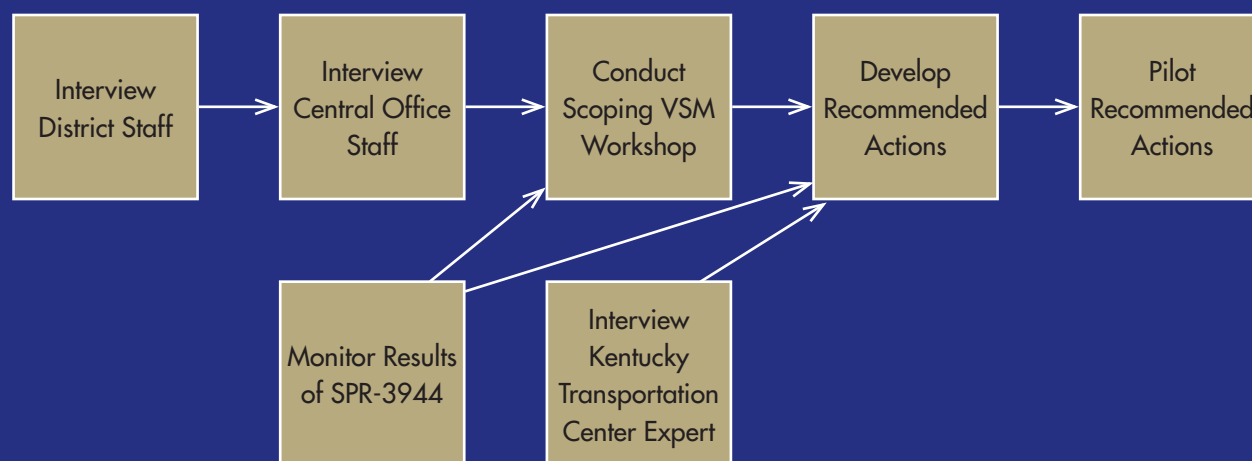 Interview
District Staff
Interview
Central Office
Staff
Conduct
Scoping VSM
Workshop
Develop
Recommended
Actions
Pilot
Recommended
Actions
Monitor Results
of SPR-3944
Interview
Kentucky
Transportation
Center Expert